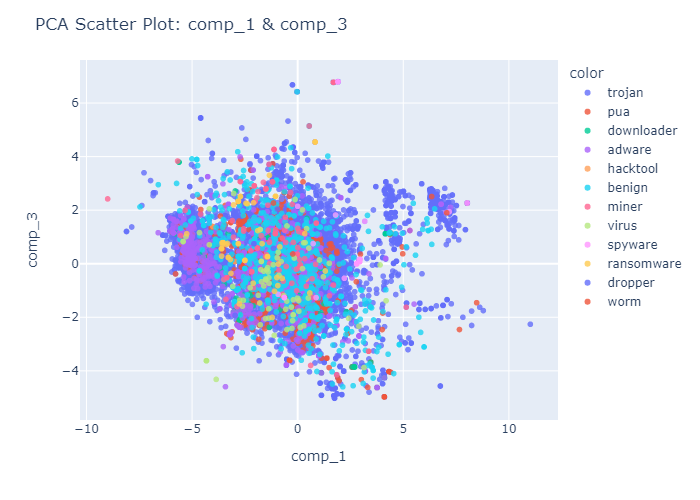 PCA Scatter Plot: comp_1 & comp_3
color
trojan
pua
downloader
adware
hacktool
benign
miner
virus
spyware
ransomware
dropper
worm
comp_3
6
4
2
0
−2
−4
−10
−5
0
5
10
comp_1